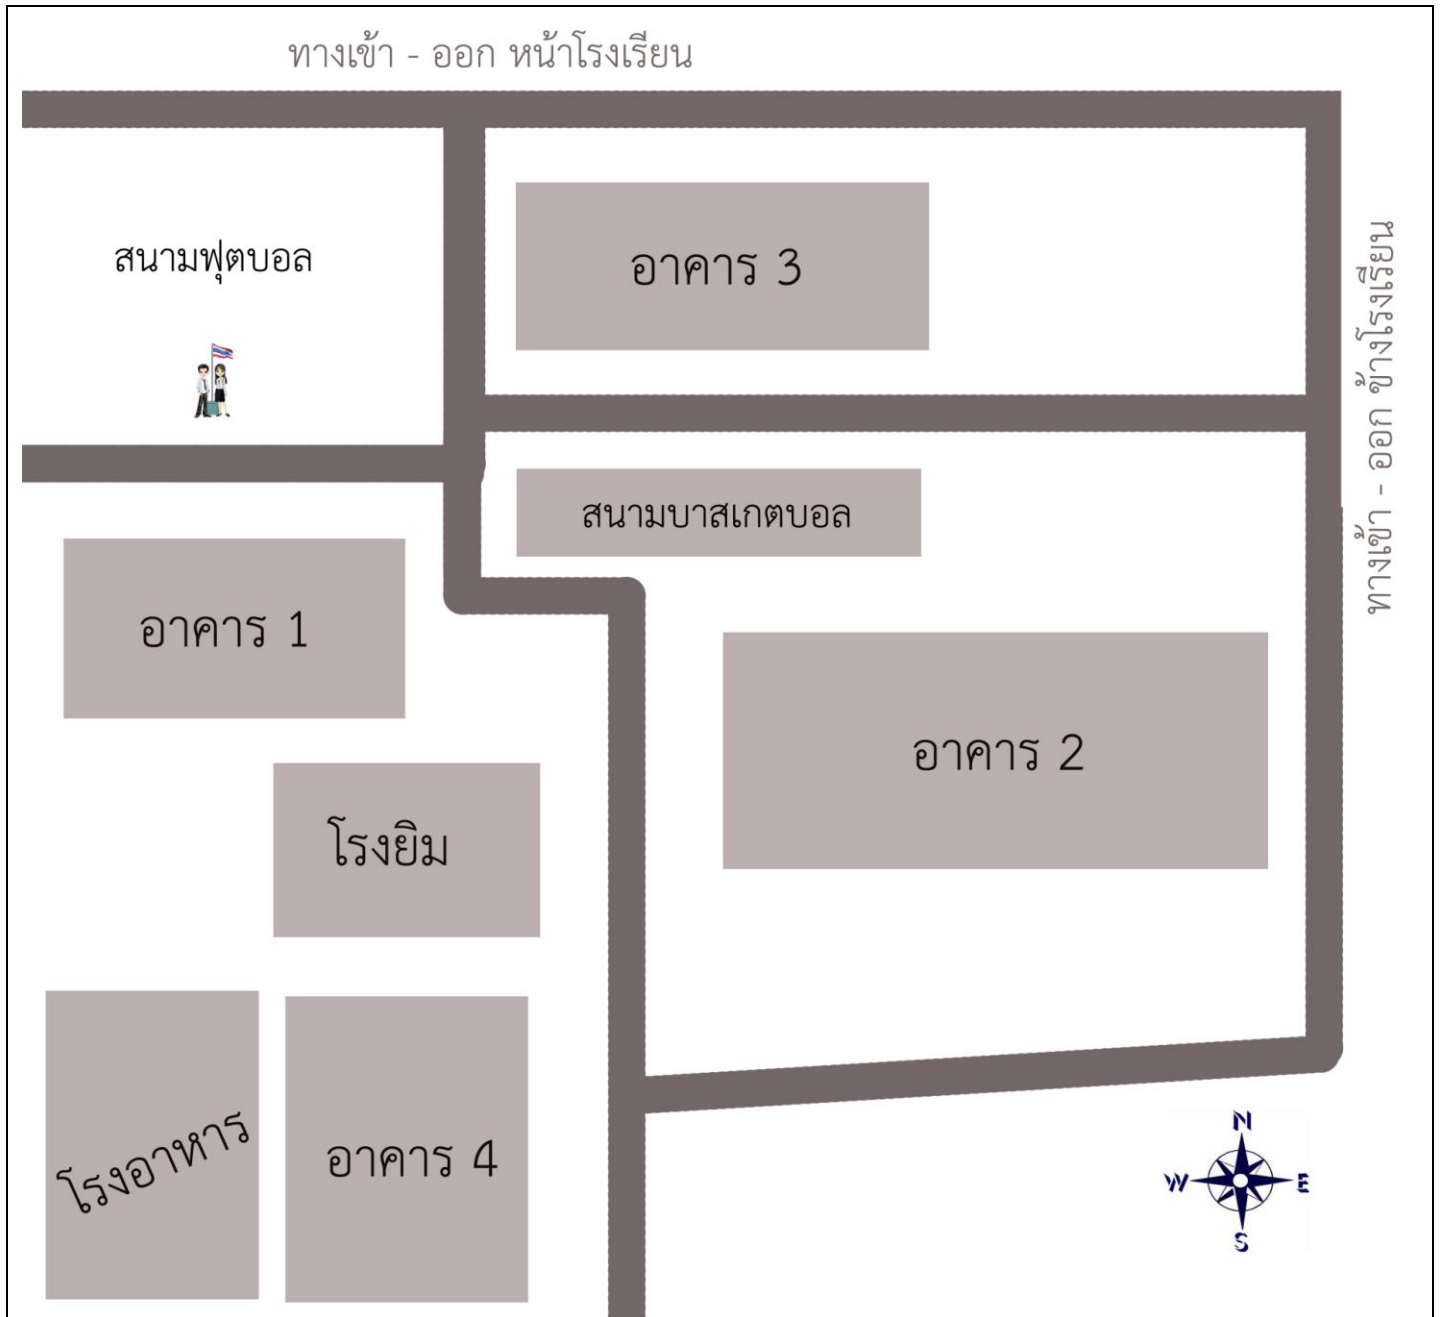 ทางเข้า - ออก หน้าโรงเรียน
สนามฟุตบอล
อาคาร 3
ทางเข้า - ออก ข้างโรงเรียน
สนามบาสเกตบอล
อาคาร 1
อาคาร 2
โรงยิม
โรงอาหาร
อาคาร 4
N
W
E
S